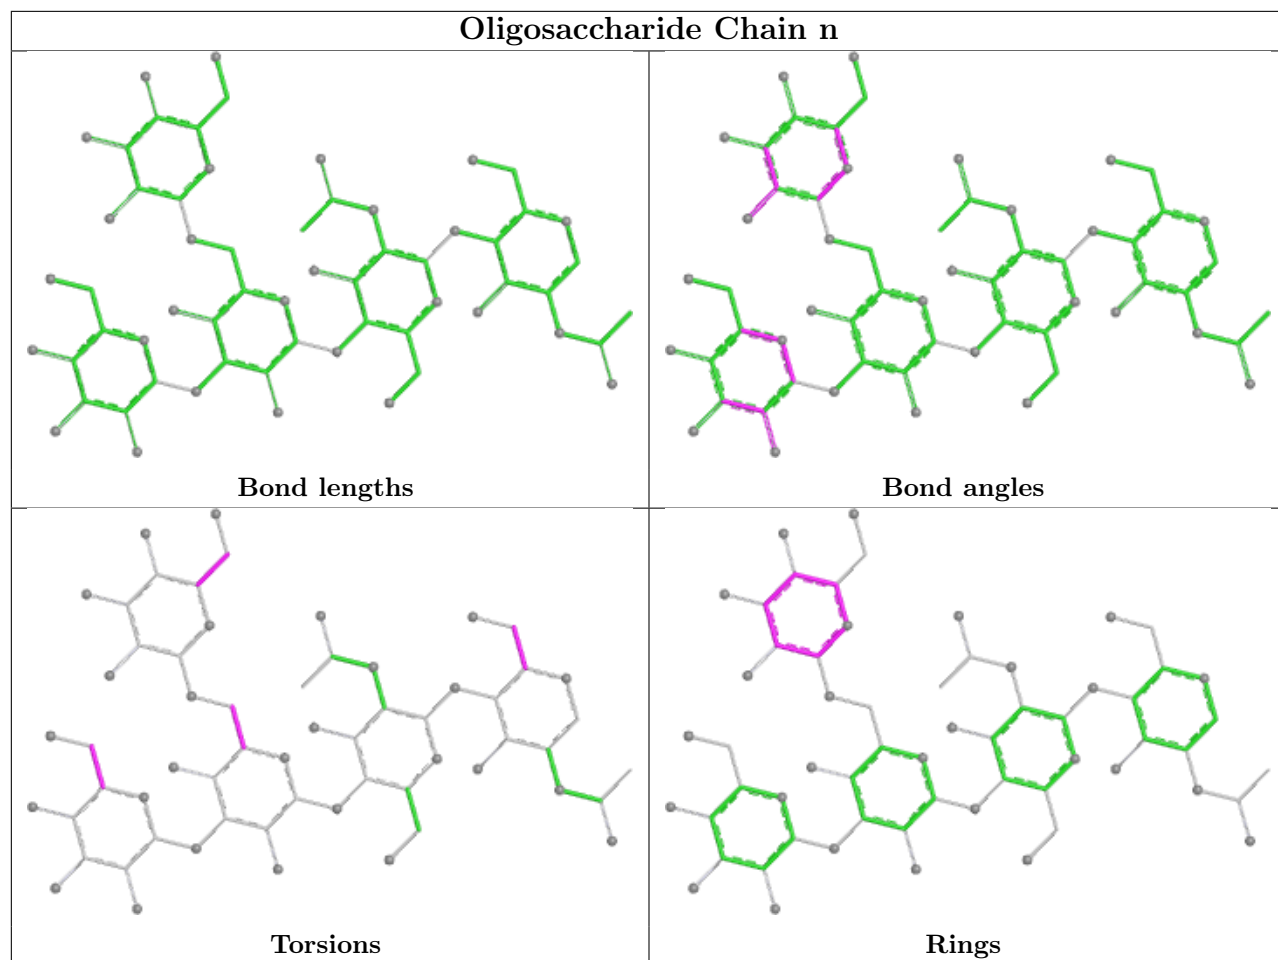 Oligosaccharide Chain n
Bond lengths
Bond angles
Torsions
Rings